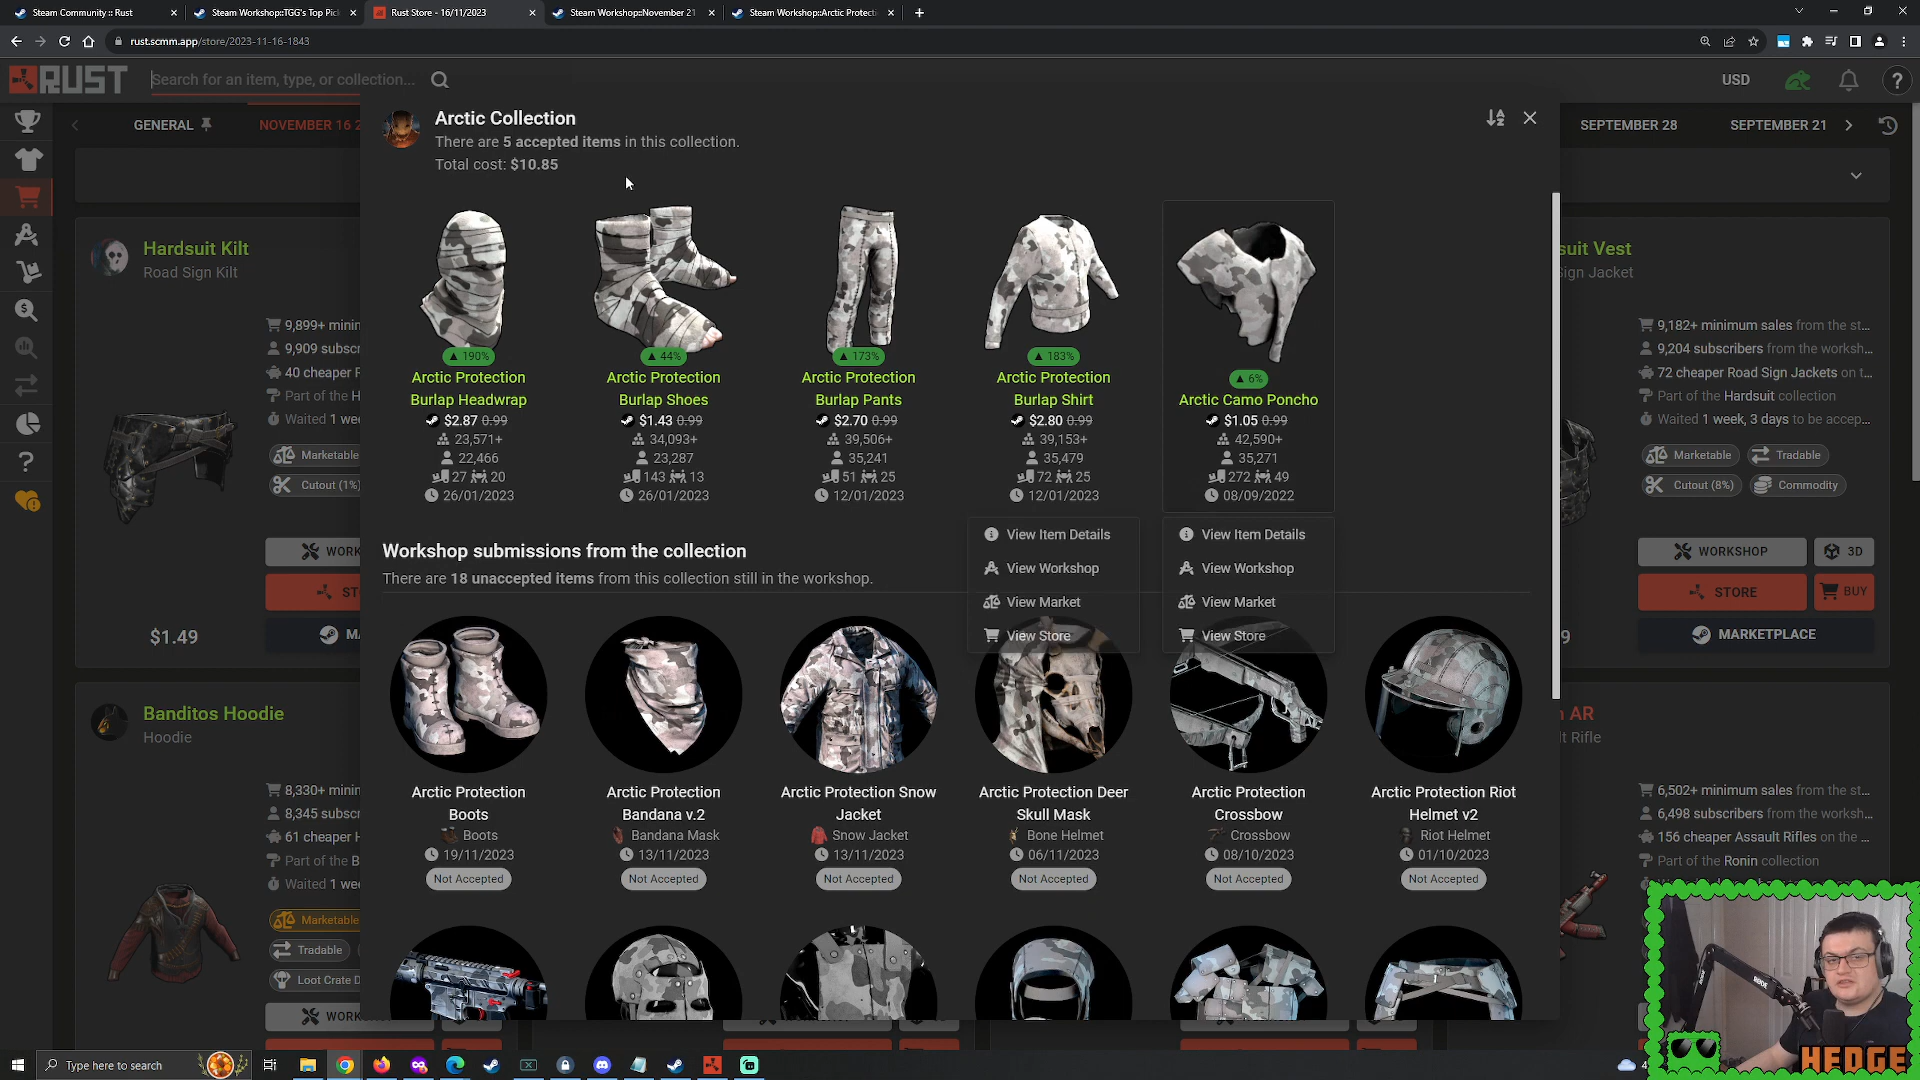 Steam Community :: Rust
Steam Workshop::TGG's Top Pic
Rust Store - 16/11/2023
Steam Workshop::November 21
Steam Workshop::Arctic Protecti
rust.scmm.app/store/2023-11-16-1843
RUST
Search for an item, type, or collection...
USD
GENERAL
NOVEMBER 16 2
SEPTEMBER 28
SEPTEMBER 21
Arctic Collection
There are 5 accepted items in this collection.
Total cost: $10.85
Hardsuit Kilt
Road Sign Kilt
9,899+ minin
9,909 subscr
40 cheaper R
Part of the H
Waited 1 wee
Marketable
Cutout (1%)
WORK
ST
$1.49
MA
190%
Arctic Protection
Burlap Headwrap
$2.87 0.99
23,571+
22,466
27 20
26/01/2023
44%
Arctic Protection
Burlap Shoes
$1.43 0.99
34,093+
23,287
143 13
26/01/2023
173%
Arctic Protection
Burlap Pants
$2.70 0.99
39,506+
35,241
51 25
12/01/2023
183%
Arctic Protection
Burlap Shirt
$2.80 0.99
39,153+
35,479
72 25
12/01/2023
6%
Arctic Camo Poncho
$1.05 0.99
42,590+
35,271
272 49
08/09/2022
View Item Details
View Workshop
View Market
View Store
View Item Details
View Workshop
View Market
View Store
suit Vest
Sign Jacket
9,182+ minimum sales from the st...
9,204 subscribers from the worksh...
72 cheaper Road Sign Jackets on t...
Part of the Hardsuit collection
Waited 1 week, 3 days to be accep...
Marketable
Tradable
Cutout (8%)
Commodity
WORKSHOP
3D
STORE
BUY
9
MARKETPLACE
Workshop submissions from the collection
There are 18 unaccepted items from this collection still in the workshop.
Arctic Protection
Boots
Boots
19/11/2023
Not Accepted
Arctic Protection
Bandana v.2
Bandana Mask
13/11/2023
Not Accepted
Arctic Protection Snow
Jacket
Snow Jacket
13/11/2023
Not Accepted
Arctic Protection Deer
Skull Mask
Bone Helmet
06/11/2023
Not Accepted
Arctic Protection
Crossbow
Crossbow
08/10/2023
Not Accepted
Arctic Protection Riot
Helmet v2
Riot Helmet
01/10/2023
Not Accepted
Banditos Hoodie
Hoodie
8,330+ minin
8,345 subscr
61 cheaper H
Part of the B
Waited 1 wee
Marketable
Tradable
Loot Crate D
WORK
n AR
lt Rifle
6,502+ minimum sales from the st...
6,498 subscribers from the worksh...
156 cheaper Assault Rifles on the ...
Part of the Ronin collection
Type here to search
HEDGE